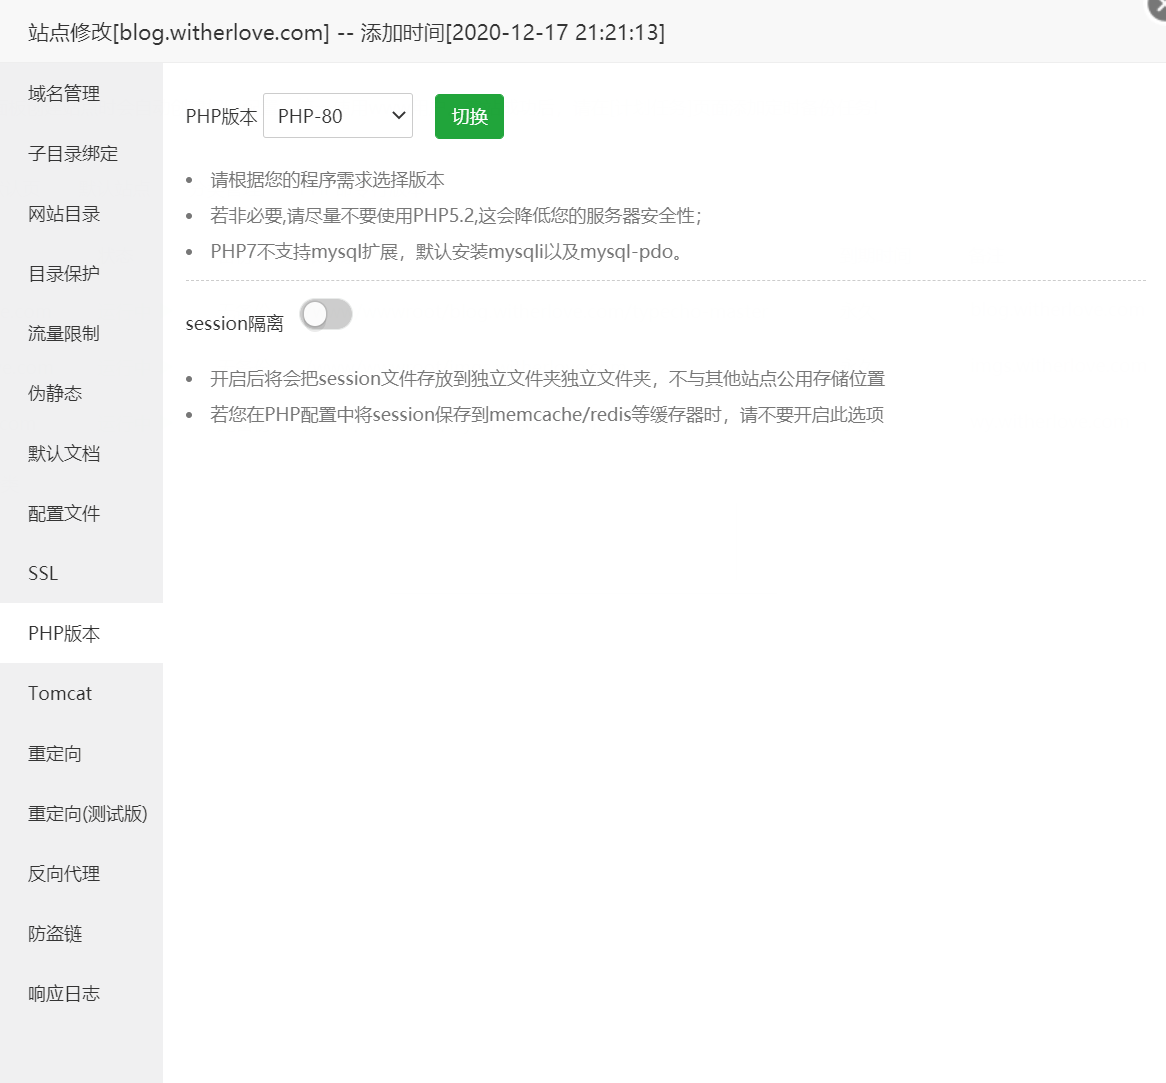 站点修改[blog.witherlove.com] -- 添加时间[2020-12-17 21:21:13]
域名管理
子目录绑定
网站目录
目录保护
流量限制
伪静态
默认文档
配置文件
SSL
PHP版本
Tomcat
重定向
重定向(测试版)
反向代理
防盗链
响应日志
PHP版本 PHP-80 切换
请根据您的程序需求选择版本
若非必要,请尽量不要使用PHP5.2,这会降低您的服务器安全性；
PHP7不支持mysql扩展，默认安装mysqli以及mysql-pdo。
session隔离
开启后将会把session文件存放到独立文件夹独立文件夹，不与其他站点公用存储位置
若您在PHP配置中将session保存到memcache/redis等缓存器时，请不要开启此选项